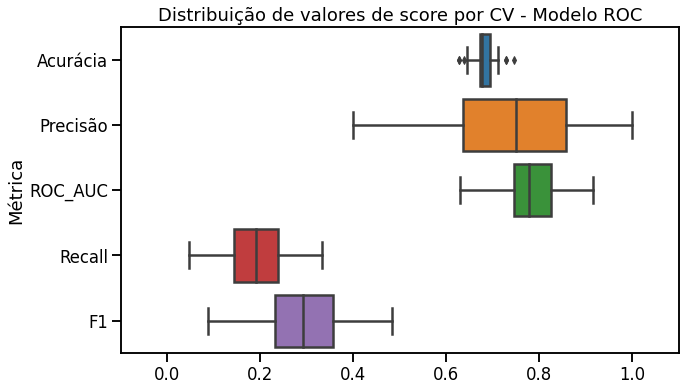 Distribuição de valores de score por CV - Modelo ROC
Métrica
Acurácia
Precisão
ROC_AUC
Recall
F1
0.0 0.2 0.4 0.6 0.8 1.0